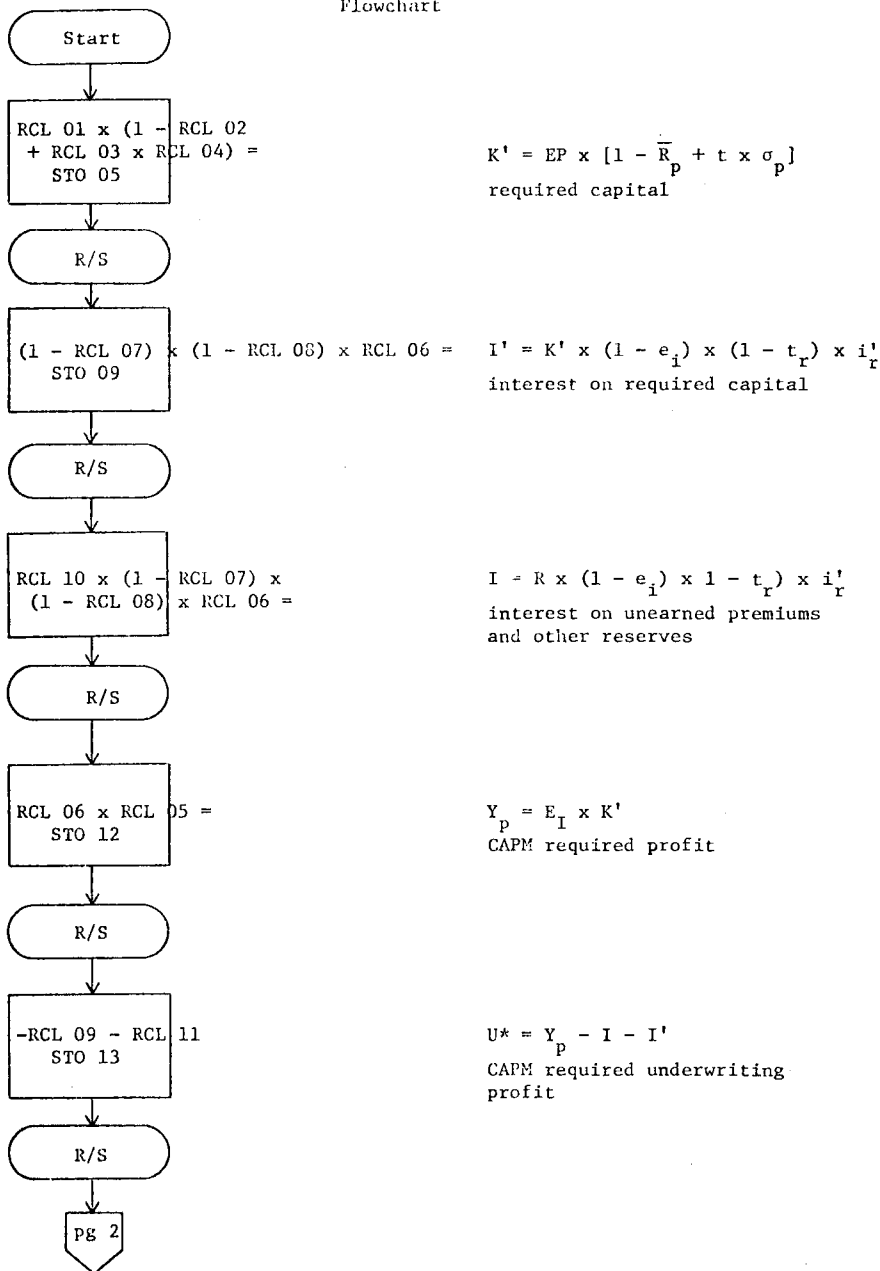 Flowchart
Start
RCL 01 x (1 - RCL 02
+ RCL 03 x RCL 04) =
STO 05
K' = EP x [1 - R̅p + t x σp]
required capital
R/S
(1 - RCL 07) x (1 - RCL 08) x RCL 06 =
STO 09
I' = K' x (1 - ei) x (1 - tr) x i'r
interest on required capital
R/S
RCL 10 x (1 - RCL 07) x
(1 - RCL 08) x RCL 06 =
I = R x (1 - ei) x 1 - tr) x i'r
interest on unearned premiums
and other reserves
R/S
RCL 06 x RCL 05 =
STO 12
Yp = EI x K'
CAPM required profit
R/S
-RCL 09 - RCL 11
STO 13
U* = Yp - I - I'
CAPM required underwriting
profit
R/S
pg 2